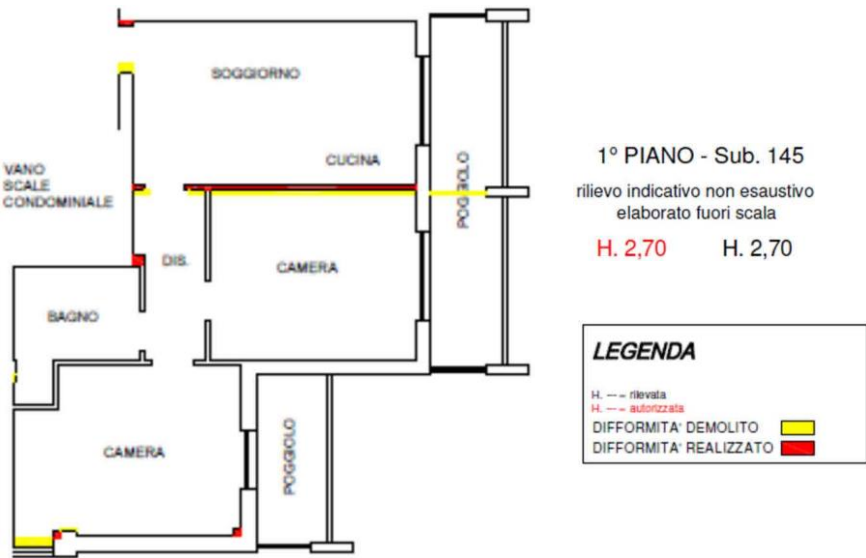 SOGGIORNO
CUCINA
VANO
SCALE
CONDOMINIALE
POGGIOLO
DIS.
CAMERA
BAGNO
CAMERA
POGGIOLO
1° PIANO - Sub. 145
rilievo indicativo non esaustivo
elaborato fuori scala
H. 2,70 H. 2,70
LEGENDA
H. --- rilevata
H. --- autorizzata
DIFFORMITA' DEMOLITO
DIFFORMITA' REALIZZATO